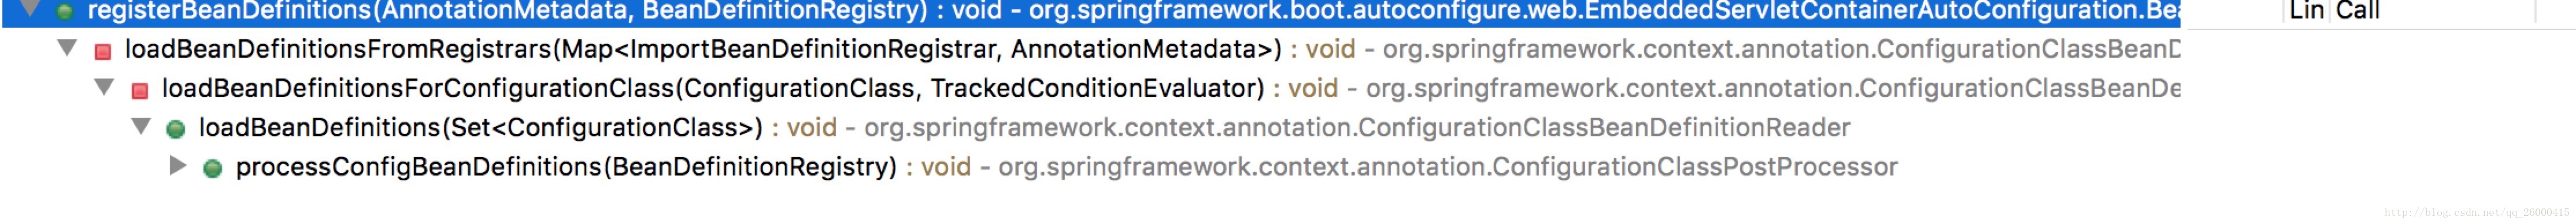 registerBeanDefinitions(AnnotationMetadata, BeanDefinitionRegistry) : void - org.springframework.boot.autoconfigure.web.EmbeddedServletContainerAutoConfiguration.Bea Lin Call
loadBeanDefinitionsFromRegistrars(Map<ImportBeanDefinitionRegistrar, AnnotationMetadata>) : void - org.springframework.context.annotation.ConfigurationClassBeanD
loadBeanDefinitionsForConfigurationClass(ConfigurationClass, TrackedConditionEvaluator) : void - org.springframework.context.annotation.ConfigurationClassBeanDe
loadBeanDefinitions(Set<ConfigurationClass>) : void - org.springframework.context.annotation.ConfigurationClassBeanDefinitionReader
processConfigBeanDefinitions(BeanDefinitionRegistry) : void - org.springframework.context.annotation.ConfigurationClassPostProcessor
http://blog.csdn.net/qq_26000415